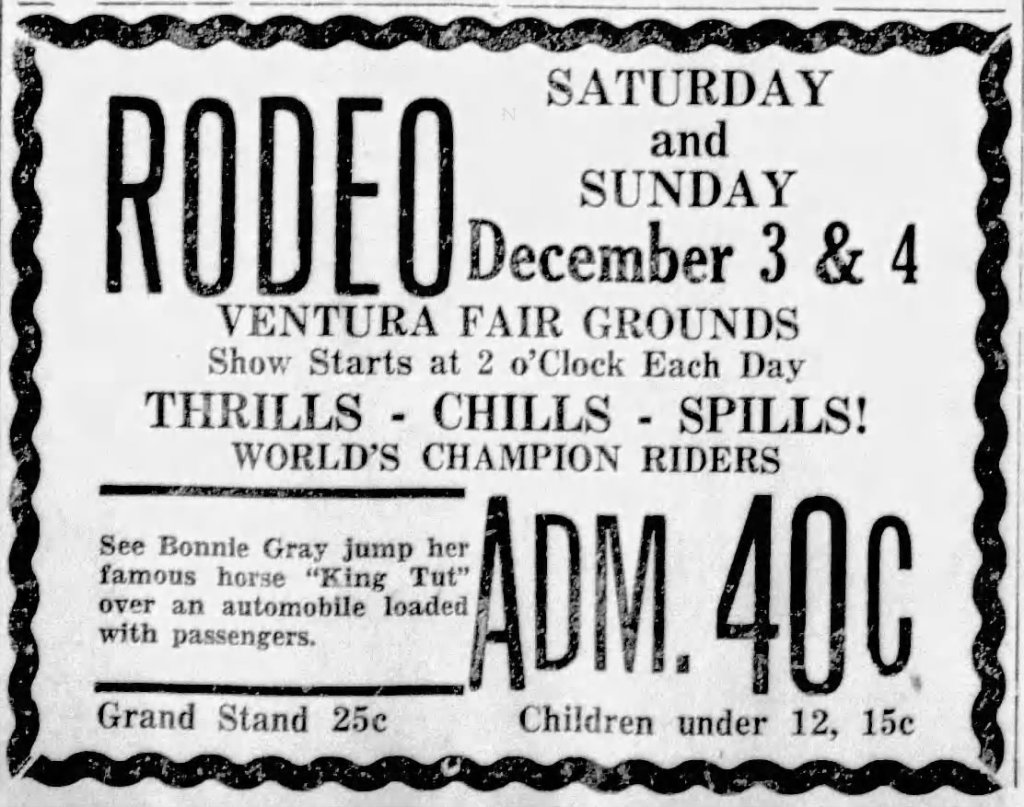 RODEO
SATURDAY
and
SUNDAY
December 3 & 4
VENTURA FAIR GROUNDS
Show Starts at 2 o'Clock Each Day
THRILLS - CHILLS - SPILLS!
WORLD'S CHAMPION RIDERS
See Bonnie Gray jump her
famous horse "King Tut"
over an automobile loaded
with passengers.
ADM. 40c
Grand Stand 25c
Children under 12, 15c